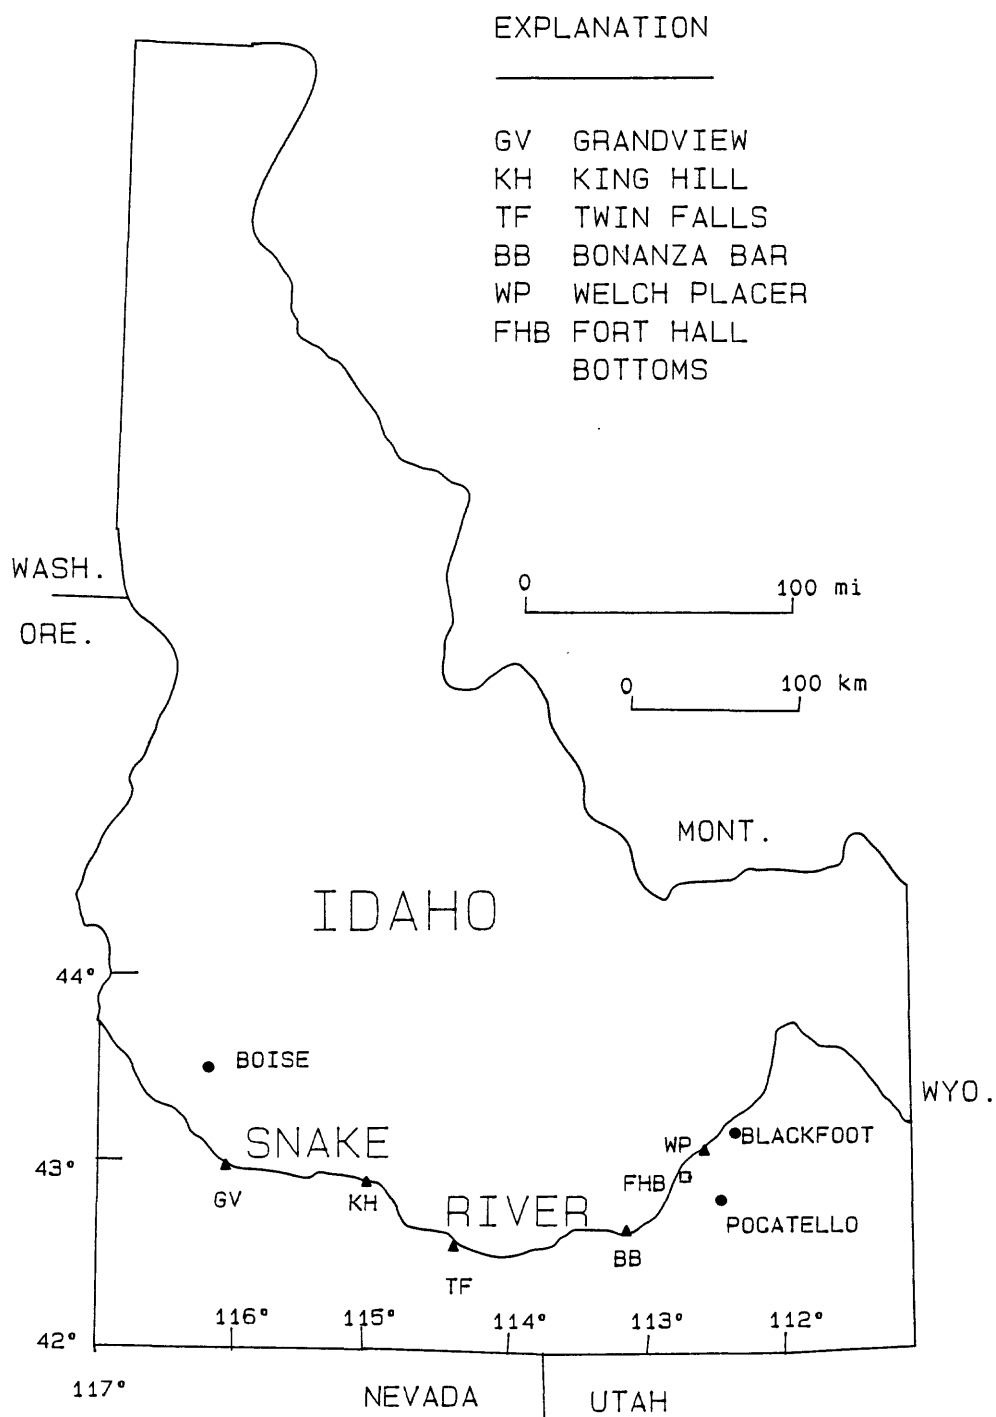 EXPLANATION
GV GRANDVIEW
KH KING HILL
TF TWIN FALLS
BB BONANZA BAR
WP WELCH PLACER
FHB FORT HALL
BOTTOMS
WASH.
ORE.
0 100 mi
0 100 km
MONT.
IDAHO
44°
BOISE
WYO.
SNAKE
BLACKFOOT
WP
43°
FHB
GV
KH
RIVER
POCATELLO
BB
TF
116° 115° 114° 113° 112°
42°
117°
NEVADA UTAH